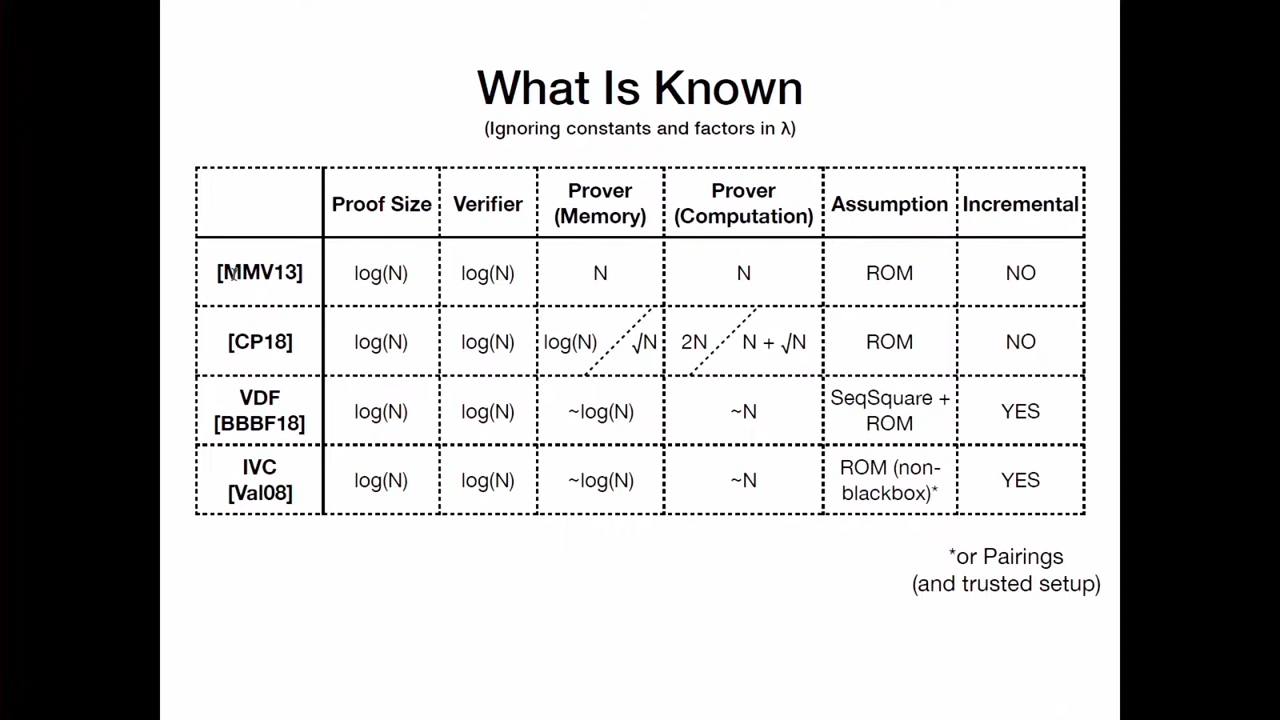 What Is Known
(Ignoring constants and factors in λ)
Proof Size Verifier Prover (Memory) Prover (Computation) Assumption Incremental
[MMV13] log(N) log(N) N N ROM NO
[CP18] log(N) log(N) log(N) √N 2N N + √N ROM NO
VDF [BBBF18] log(N) log(N) ~log(N) ~N SeqSquare + ROM YES
IVC [Val08] log(N) log(N) ~log(N) ~N ROM (non-blackbox)* YES
*or Pairings
(and trusted setup)